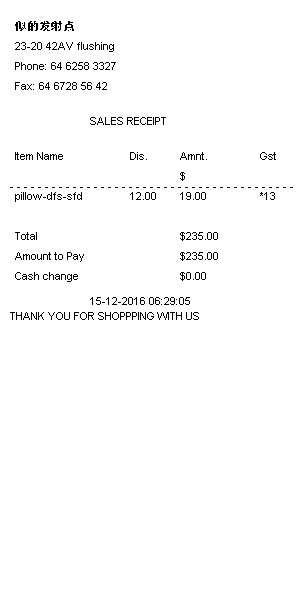 似的发射点
23-20 42AV flushing
Phone: 64 6258 3327
Fax: 64 6728 56 42
SALES RECEIPT
Item Name Dis. Amnt. Gst
$
pillow-dfs-sfd 12.00 19.00 *13
Total $235.00
Amount to Pay $235.00
Cash change $0.00
15-12-2016 06:29:05
THANK YOU FOR SHOPPPING WITH US